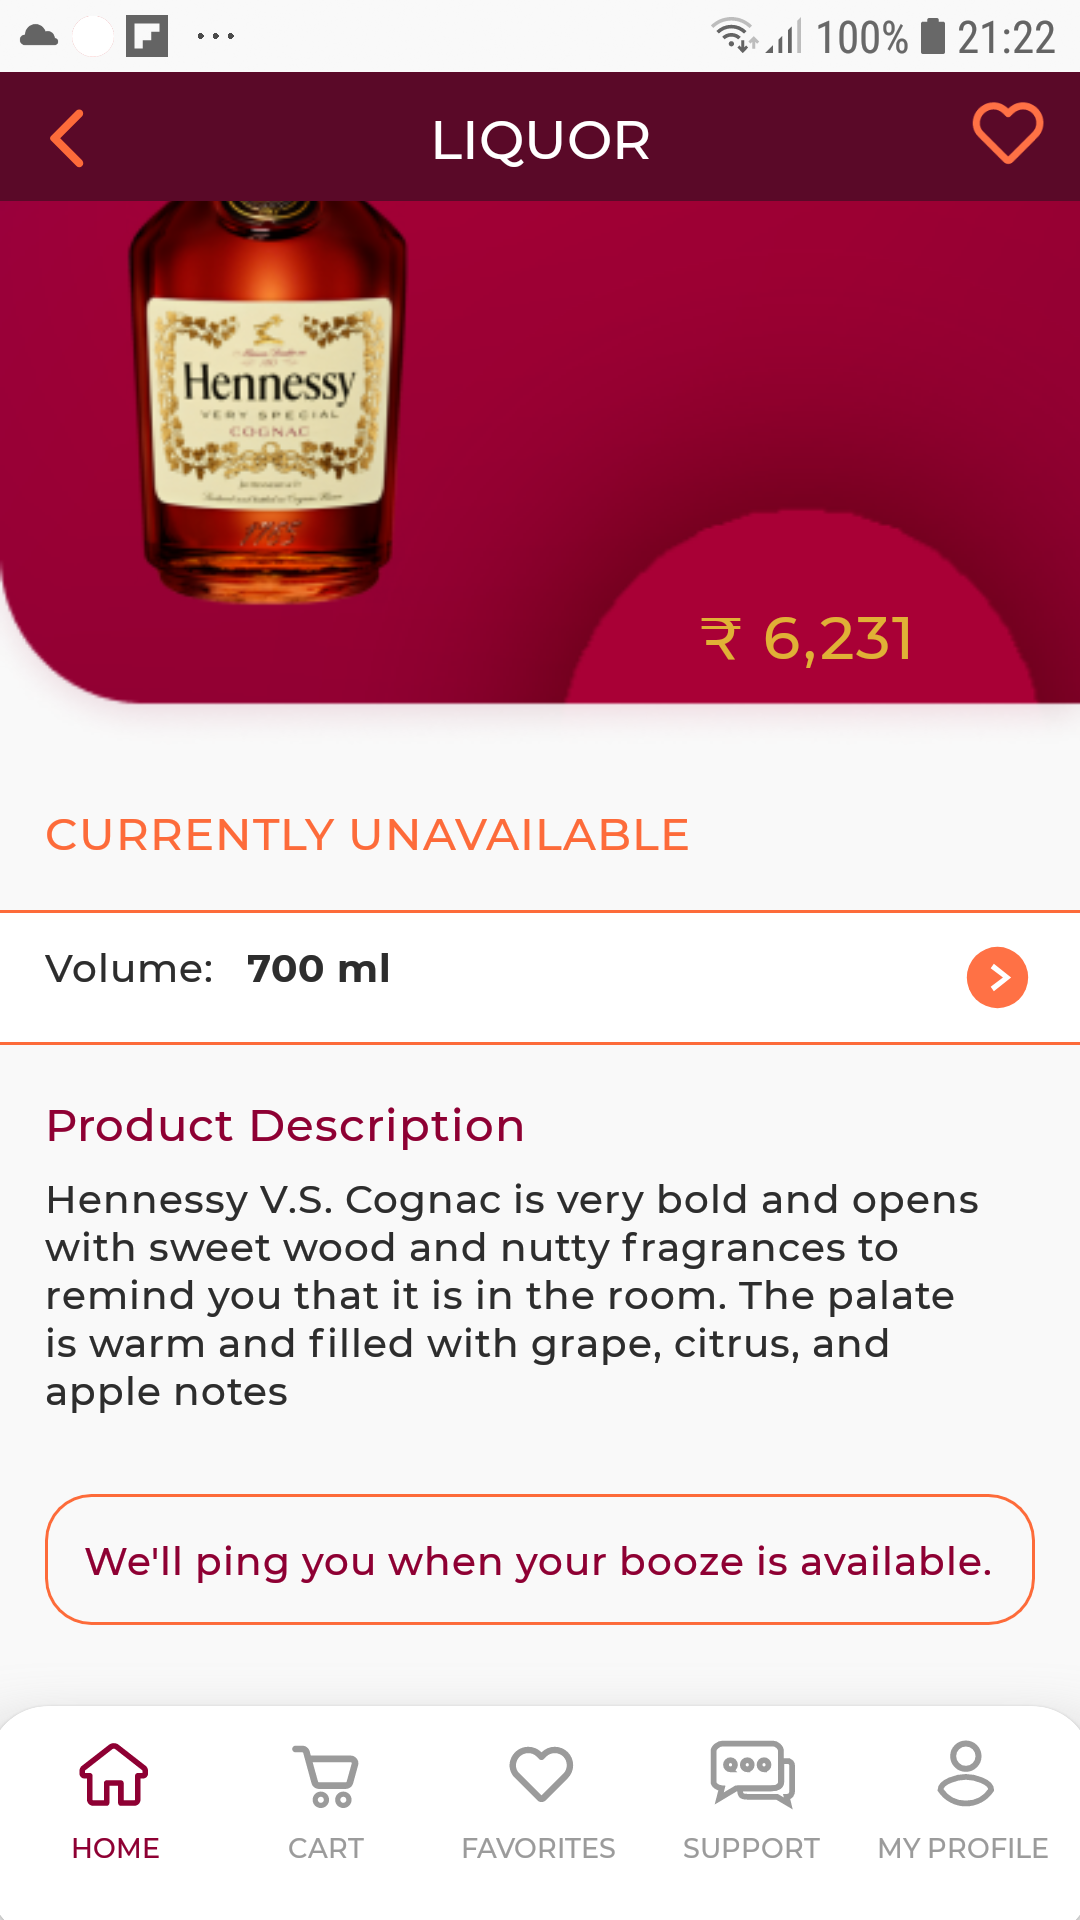 100% 21:22
LIQUOR
Hennessy
VERY SPECIAL
COGNAC
1765
₹ 6,231
CURRENTLY UNAVAILABLE
Volume: 700 ml
Product Description
Hennessy V.S. Cognac is very bold and opens
with sweet wood and nutty fragrances to
remind you that it is in the room. The palate
is warm and filled with grape, citrus, and
apple notes
We'll ping you when your booze is available.
HOME CART FAVORITES SUPPORT MY PROFILE